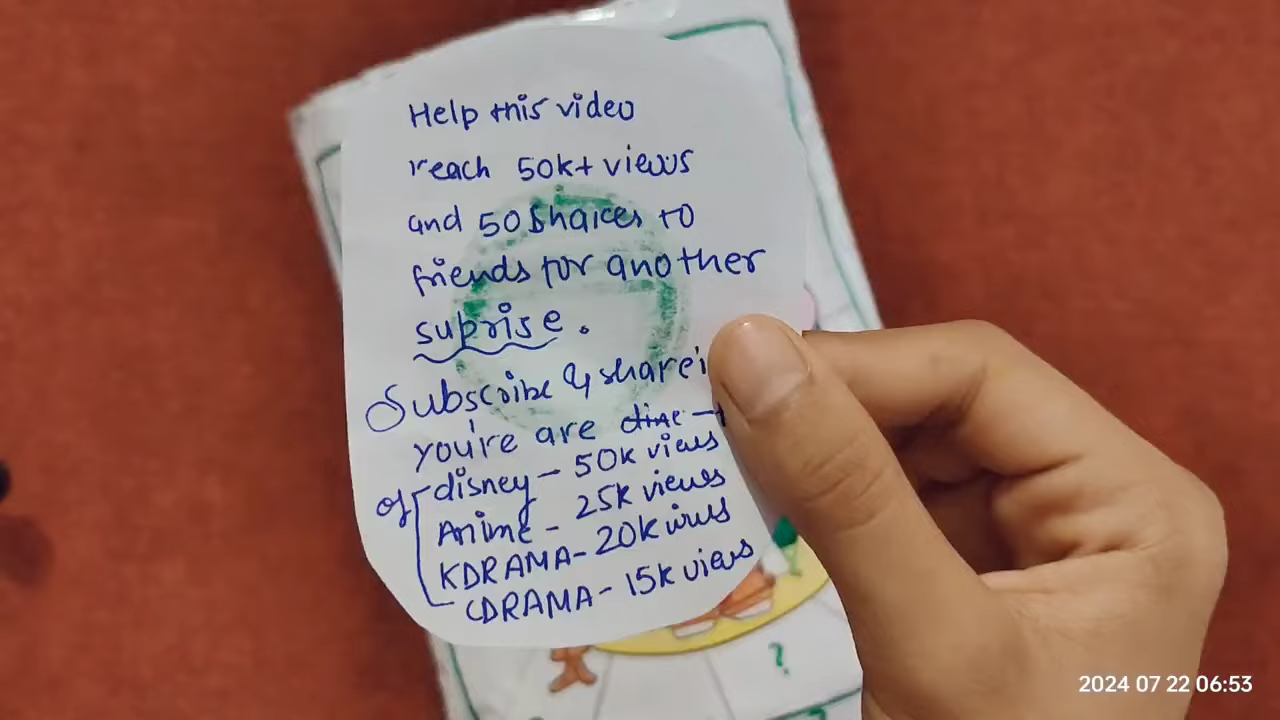 Help this video
reach 50k+ views
and 50 shares to
friends for another
suprise.
Subscribe & share i
you're are
of disney - 50k views
Anime - 25k views
KDRAMA - 20k views
CDRAMA - 15k views
?
2024 07 22 06:53